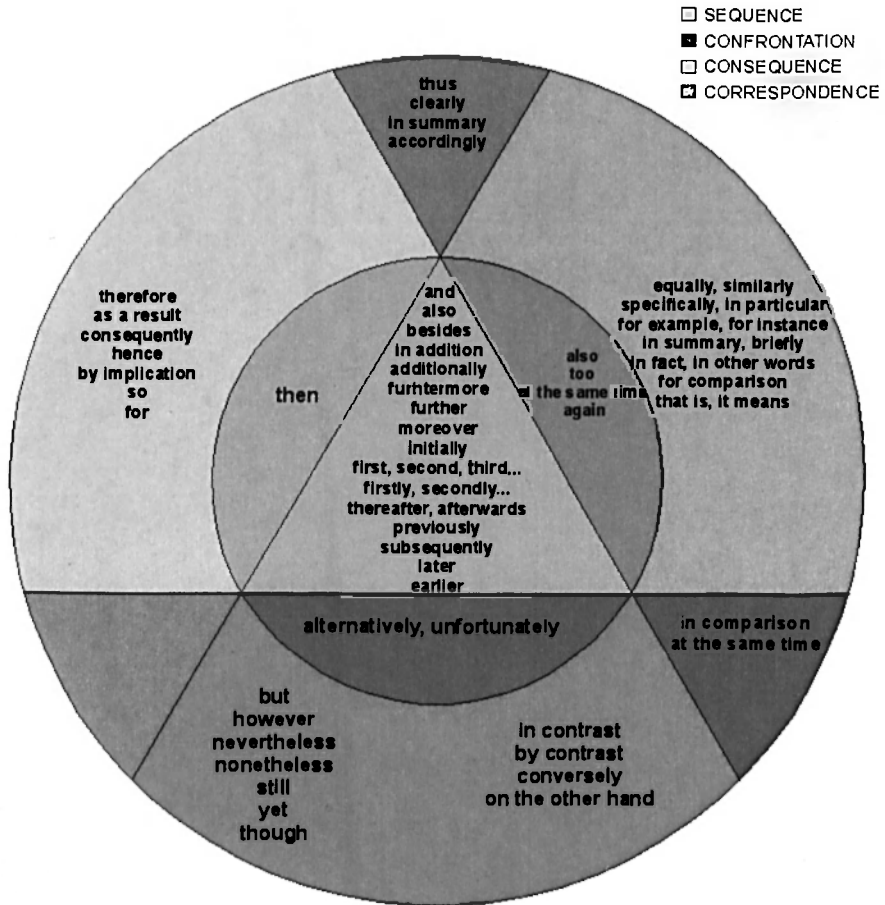 SEQUENCE
CONFRONTATION
CONSEQUENCE
CORRESPONDENCE
thus
clearly
in summary
accordingly
therefore
as a result
consequently
hence
by implication
so
for
then
and
also
besides
in addition
additionally
furhtermore
further
moreover
initially
first, second, third...
firstly, secondly...
thereafter, afterwards
previously
subsequently
later
earlier
also
too
at the same time
again
equally, similarly
specifically, in particular
for example, for instance
in summary, briefly
in fact, in other words
for comparison
that is, it means
alternatively, unfortunately
in comparison
at the same time
but
however
nevertheless
nonetheless
still
yet
though
in contrast
by contrast
conversely
on the other hand